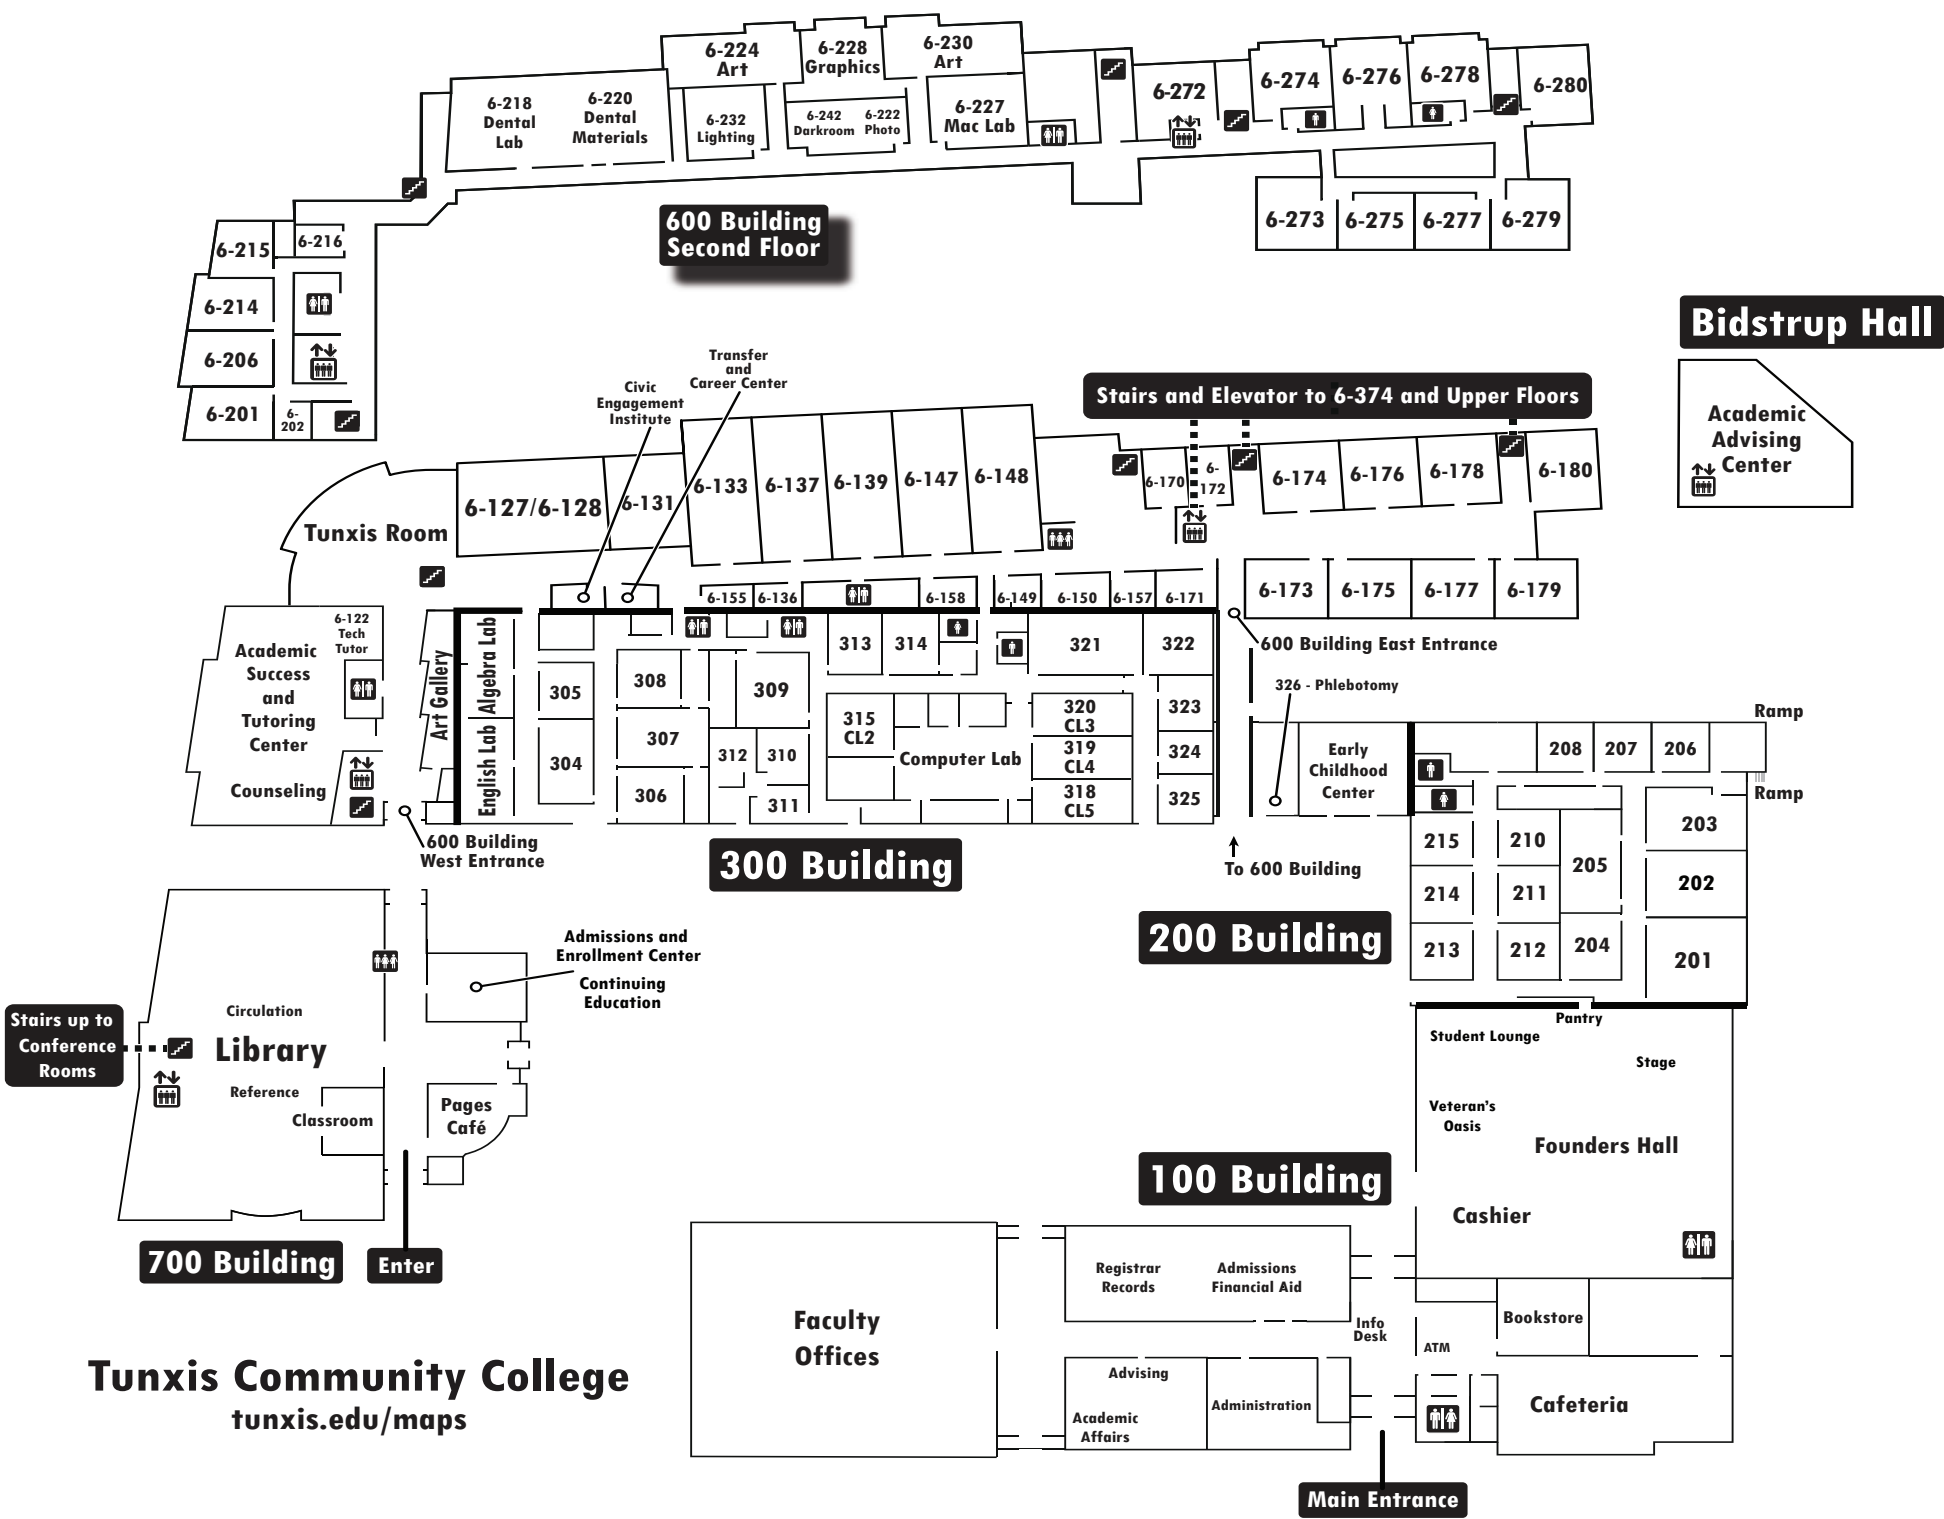 6-224
Art
6-228
Graphics
6-230
Art
6-218
Dental
Lab
6-220
Dental
Materials
6-232
Lighting
6-242
Darkroom
6-222
Photo
6-227
Mac Lab
6-272
6-274
6-276
6-278
6-280
6-273
6-275
6-277
6-279
6-215
6-216
6-214
6-206
6-201
6-
202
600 Building
Second Floor
Bidstrup Hall
Academic
Advising
Center
Transfer
and
Career Center
Civic
Engagement
Institute
Stairs and Elevator to 6-374 and Upper Floors
Tunxis Room
6-127/6-128
6-131
6-133
6-137
6-139
6-147
6-148
6-170
6-
172
6-174
6-176
6-178
6-180
6-155
6-136
6-158
6-149
6-150
6-157
6-171
6-173
6-175
6-177
6-179
600 Building East Entrance
6-122
Tech
Tutor
Academic
Success
and
Tutoring
Center
Counseling
Art Gallery
English Lab
Algebra Lab
305
304
308
307
306
309
312
310
311
313
314
315
CL2
Computer Lab
321
322
320
CL3
319
CL4
318
CL5
323
324
325
326 - Phlebotomy
Early
Childhood
Center
208
207
206
Ramp
Ramp
215
214
213
210
211
212
205
204
203
202
201
600 Building
West Entrance
300 Building
To 600 Building
200 Building
Admissions and
Enrollment Center
Continuing
Education
Stairs up to
Conference
Rooms
Circulation
Library
Reference
Classroom
Pages
Café
700 Building
Enter
Pantry
Student Lounge
Stage
Veteran's
Oasis
Founders Hall
Cashier
100 Building
Registrar
Records
Admissions
Financial Aid
Info
Desk
Bookstore
ATM
Faculty
Offices
Advising
Academic
Affairs
Administration
Cafeteria
Main Entrance
Tunxis Community College
tunxis.edu/maps